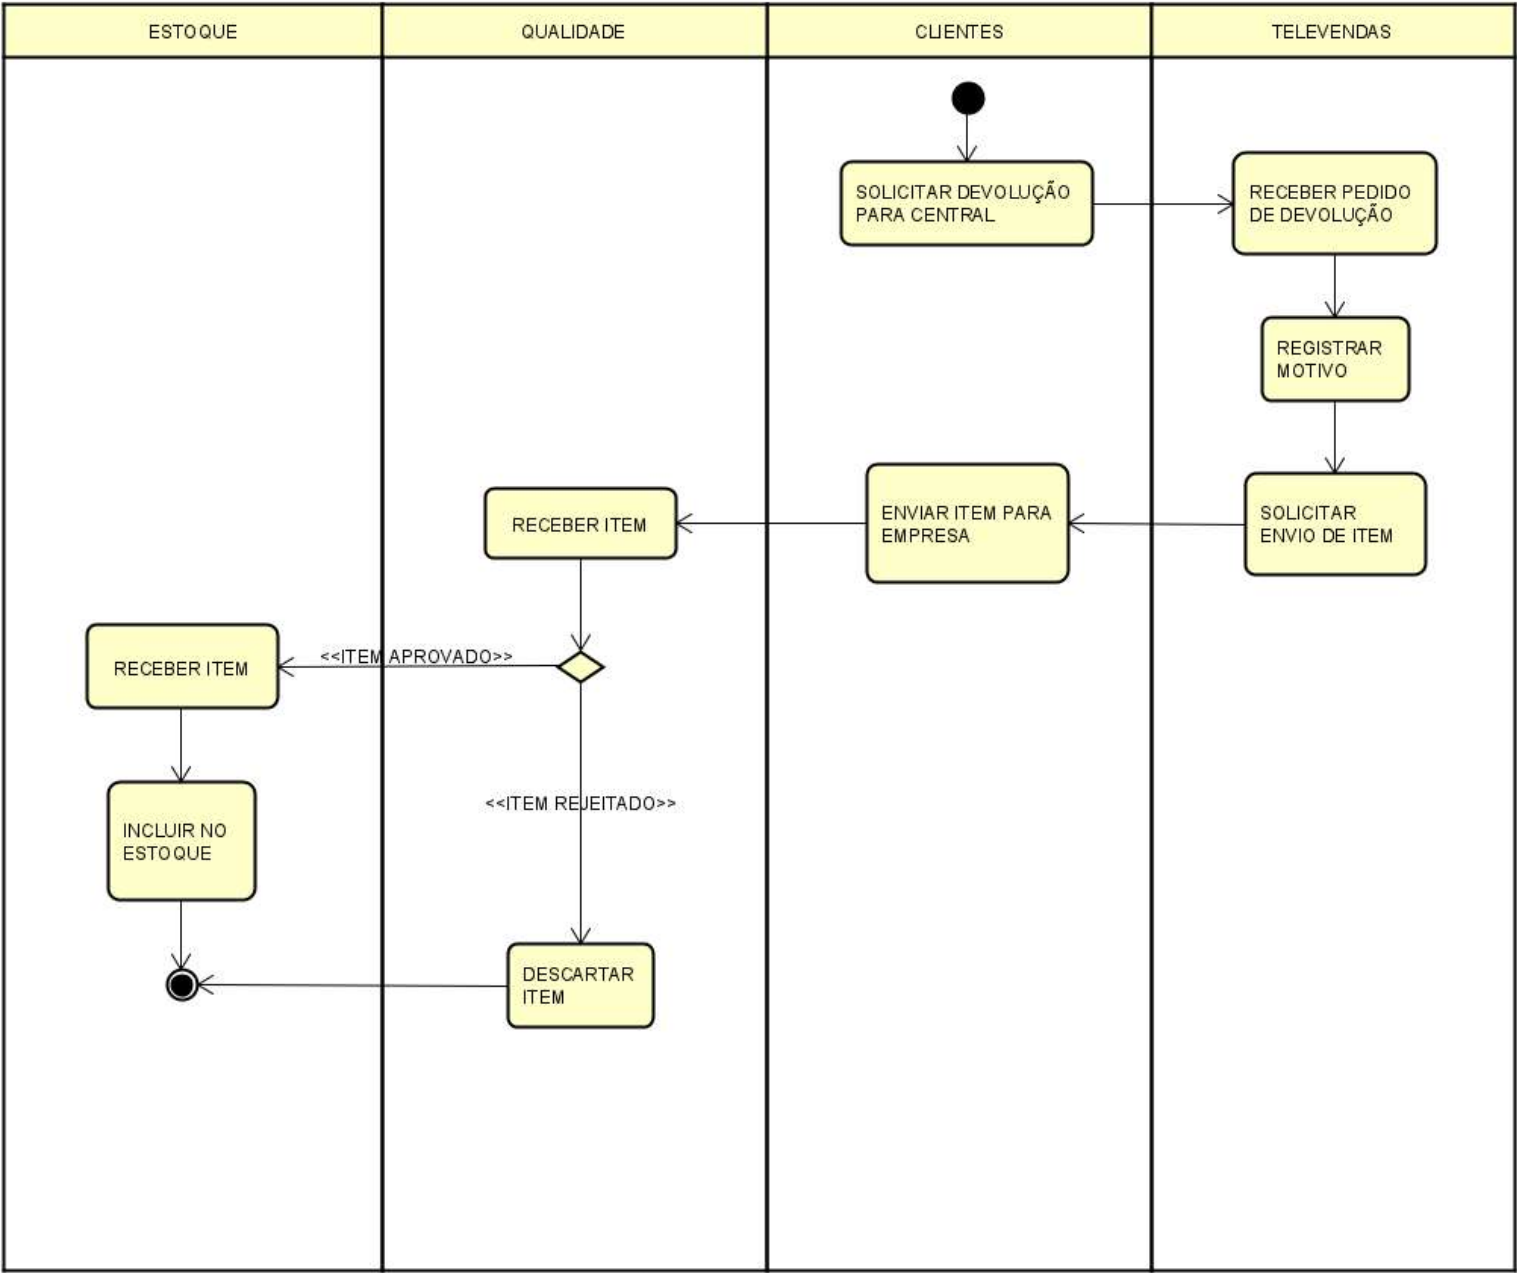 ESTOQUE
QUALIDADE
CLIENTES
TELEVENDAS
SOLICITAR DEVOLUÇÃO
PARA CENTRAL
RECEBER PEDIDO
DE DEVOLUÇÃO
REGISTRAR
MOTIVO
SOLICITAR
ENVIO DE ITEM
ENVIAR ITEM PARA
EMPRESA
RECEBER ITEM
<<ITEM APROVADO>>
RECEBER ITEM
INCLUIR NO
ESTOQUE
<<ITEM REJEITADO>>
DESCARTAR
ITEM